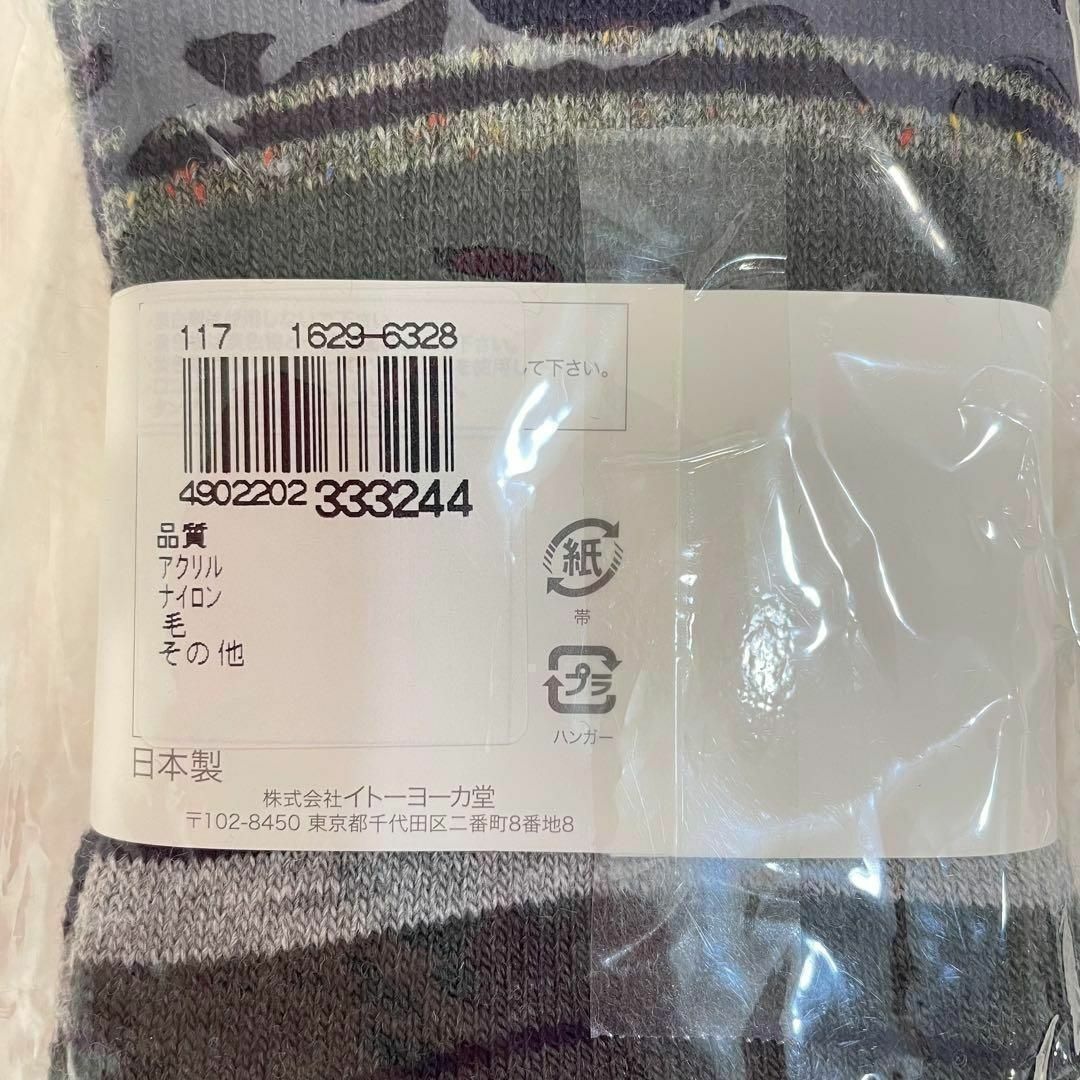 117 1629-6328
て下さい。
4902202333244
品質
アクリル
ナイロン
毛
その他
紙
帯
プラ
ハンガー
日本製
株式会社イトーヨーカ堂
〒102-8450 東京都千代田区二番町8番地8